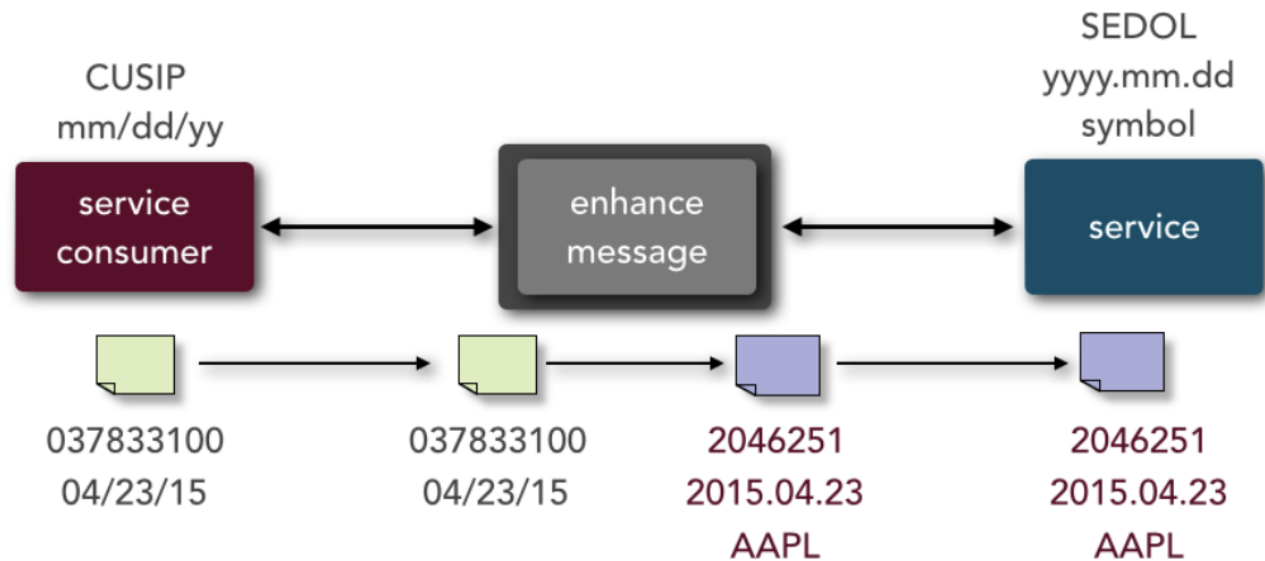 CUSIP
mm/dd/yy
SEDOL
yyyy.mm.dd
symbol
service
consumer
enhance
message
service
037833100
04/23/15
037833100
04/23/15
2046251
2015.04.23
AAPL
2046251
2015.04.23
AAPL